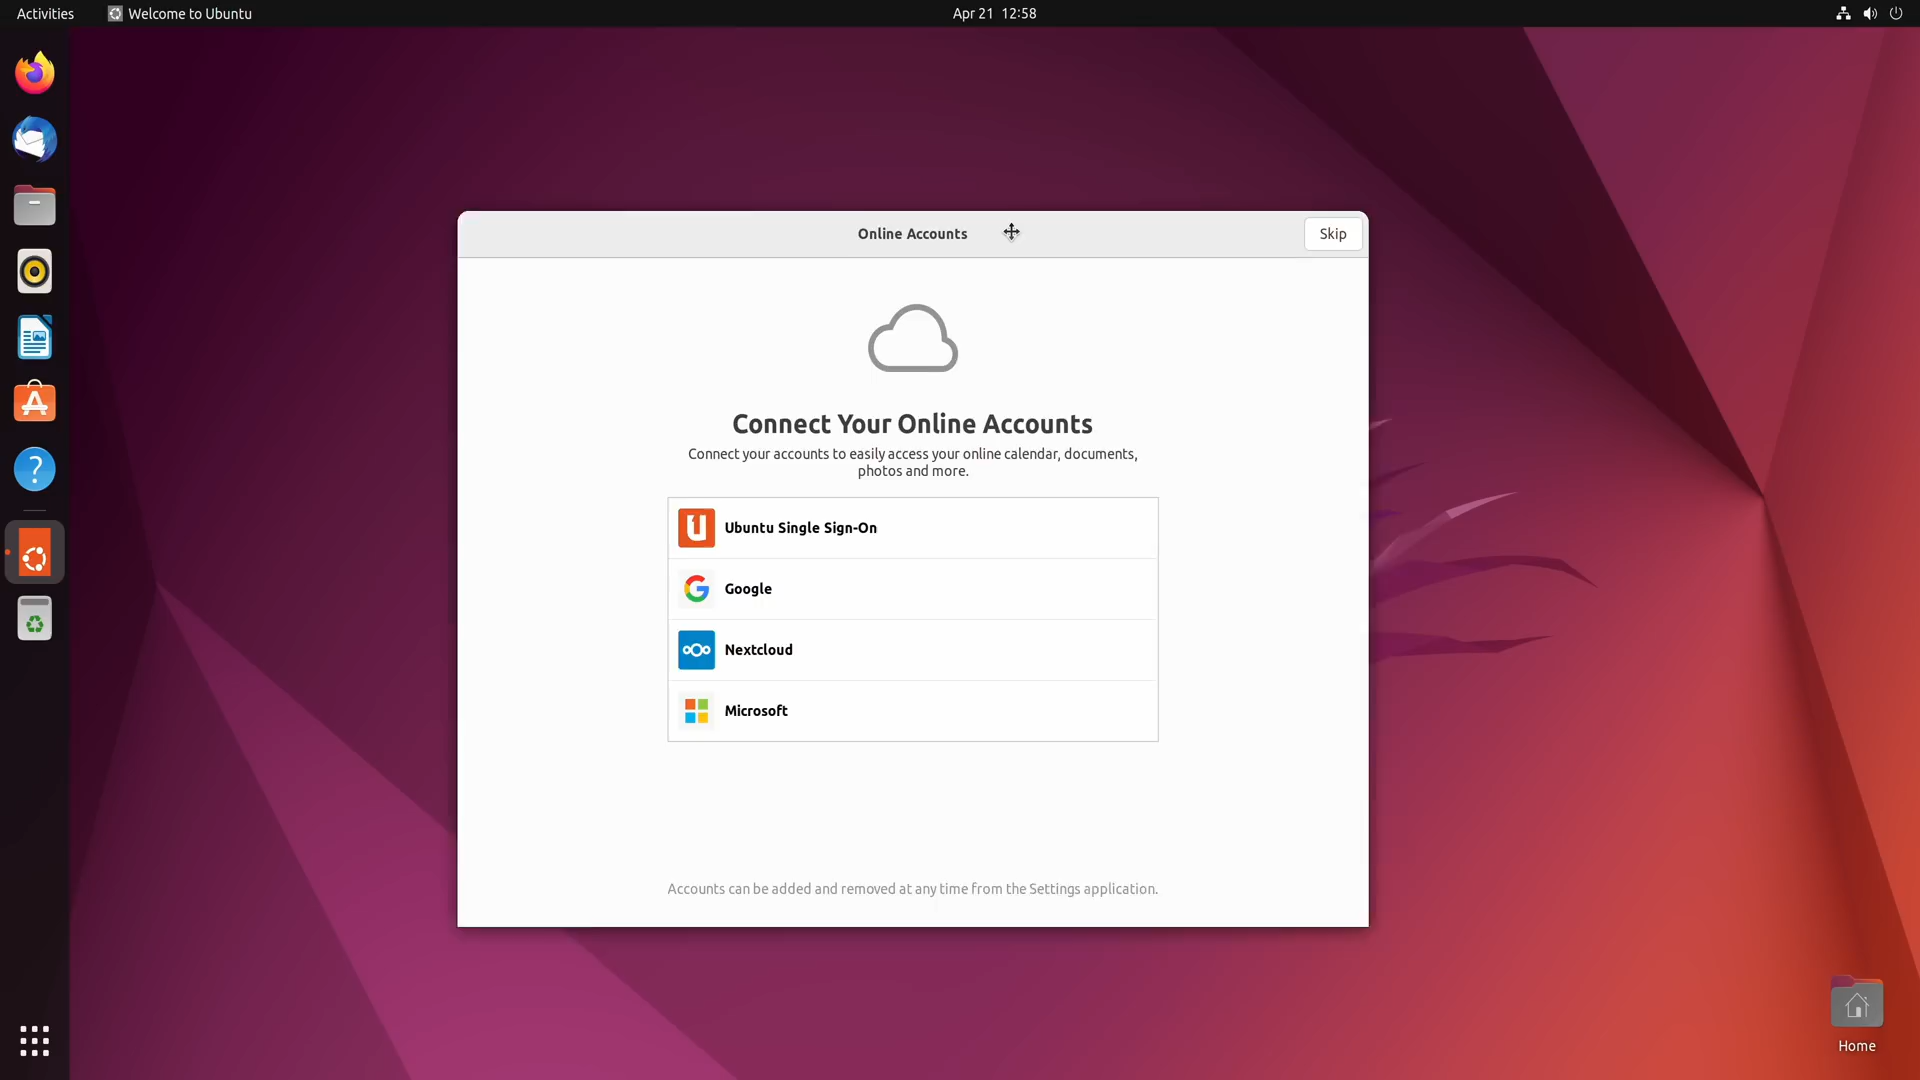 Activities
Welcome to Ubuntu
Apr 21 12:58
Online Accounts
Skip
Connect Your Online Accounts
Connect your accounts to easily access your online calendar, documents,
photos and more.
Ubuntu Single Sign-On
Google
Nextcloud
Microsoft
Accounts can be added and removed at any time from the Settings application.
Home